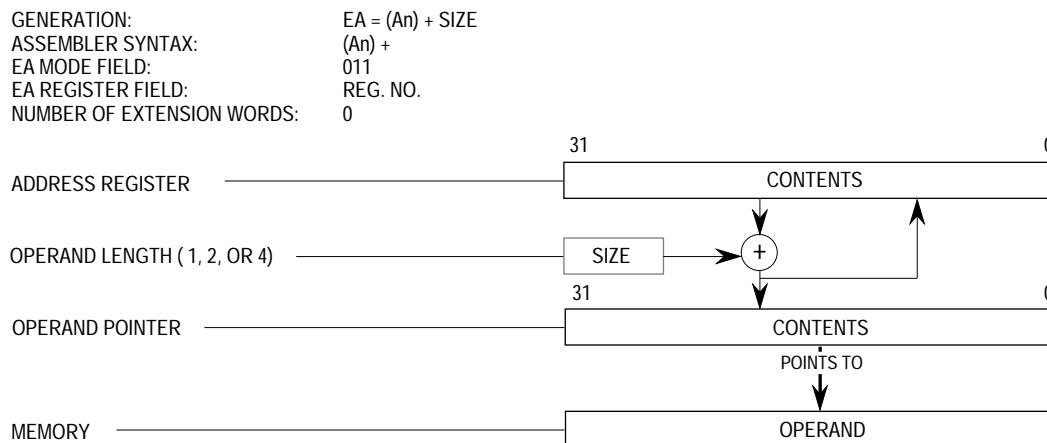 GENERATION: EA = (An) + SIZE
ASSEMBLER SYNTAX: (An) +
EA MODE FIELD: 011
EA REGISTER FIELD: REG. NO.
NUMBER OF EXTENSION WORDS: 0
31 0
ADDRESS REGISTER CONTENTS
OPERAND LENGTH ( 1, 2, OR 4) SIZE +
31 0
OPERAND POINTER CONTENTS
POINTS TO
MEMORY OPERAND